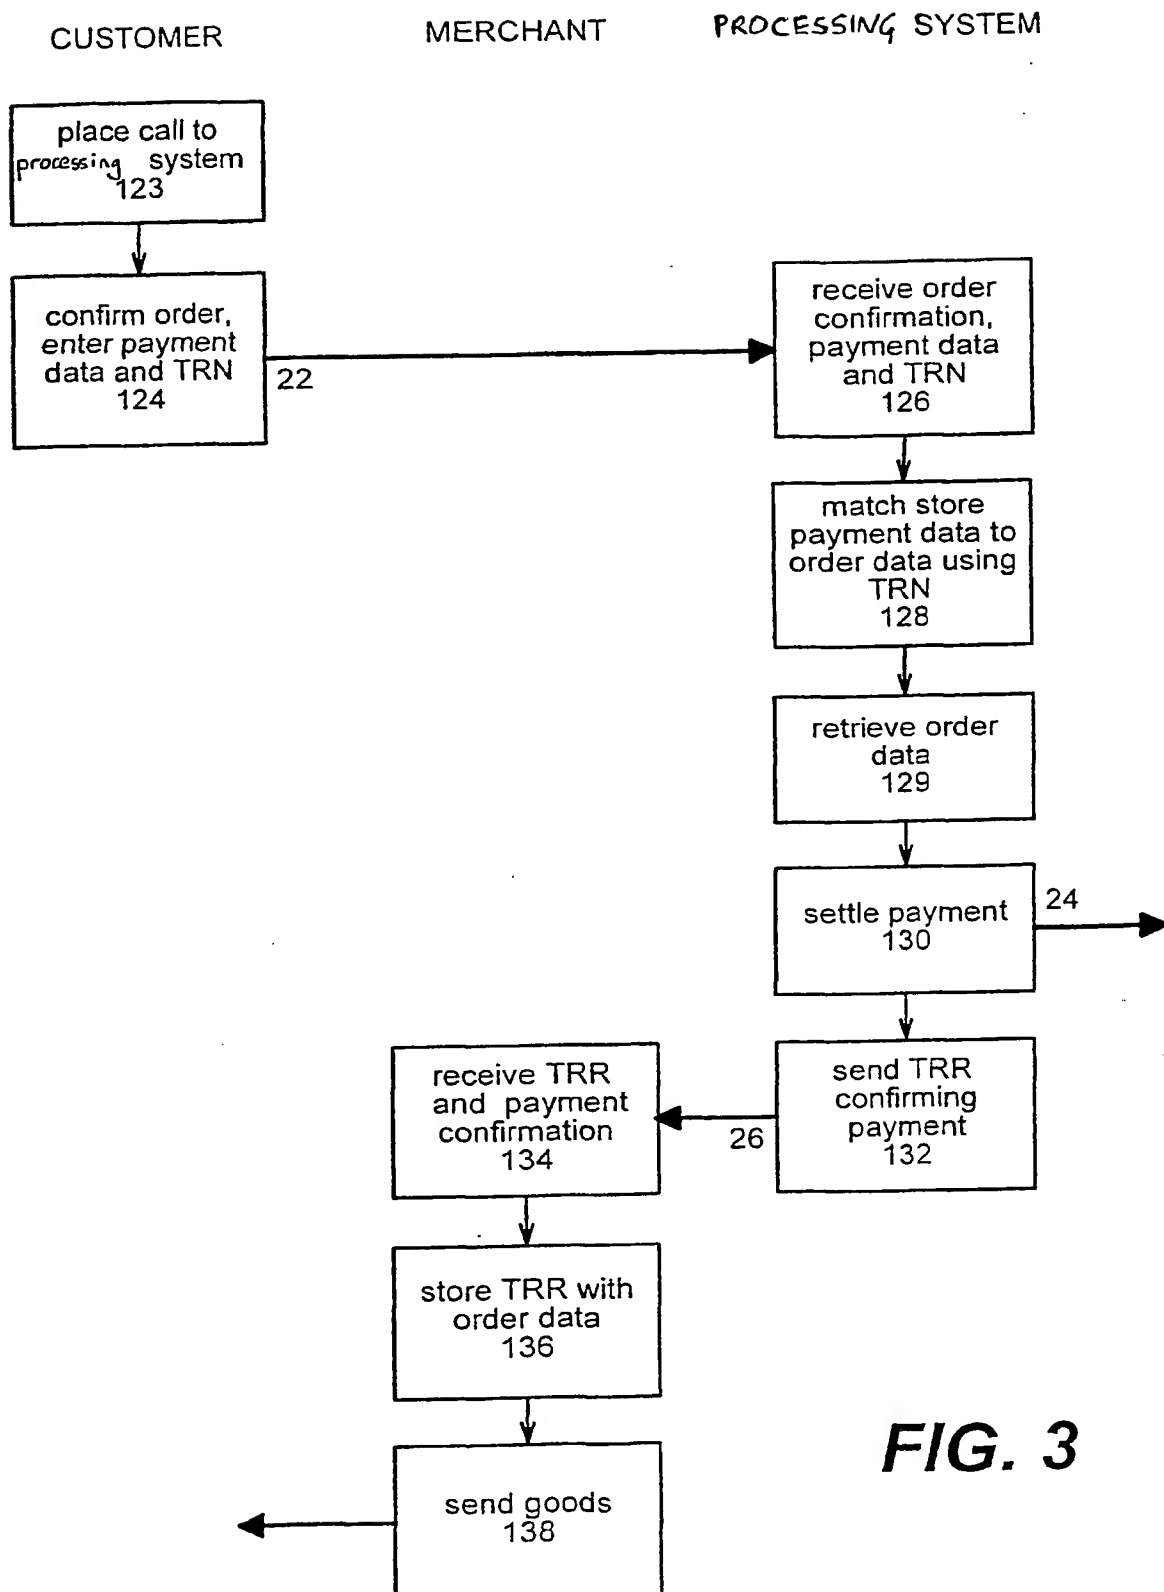 CUSTOMER
MERCHANT
PROCESSING SYSTEM
place call to
processing system
123
confirm order,
enter payment
data and TRN
124
22
receive order
confirmation,
payment data
and TRN
126
match store
payment data to
order data using
TRN
128
retrieve order
data
129
settle payment
130
24
send TRR
confirming
payment
132
26
receive TRR
and payment
confirmation
134
store TRR with
order data
136
send goods
138
FIG. 3